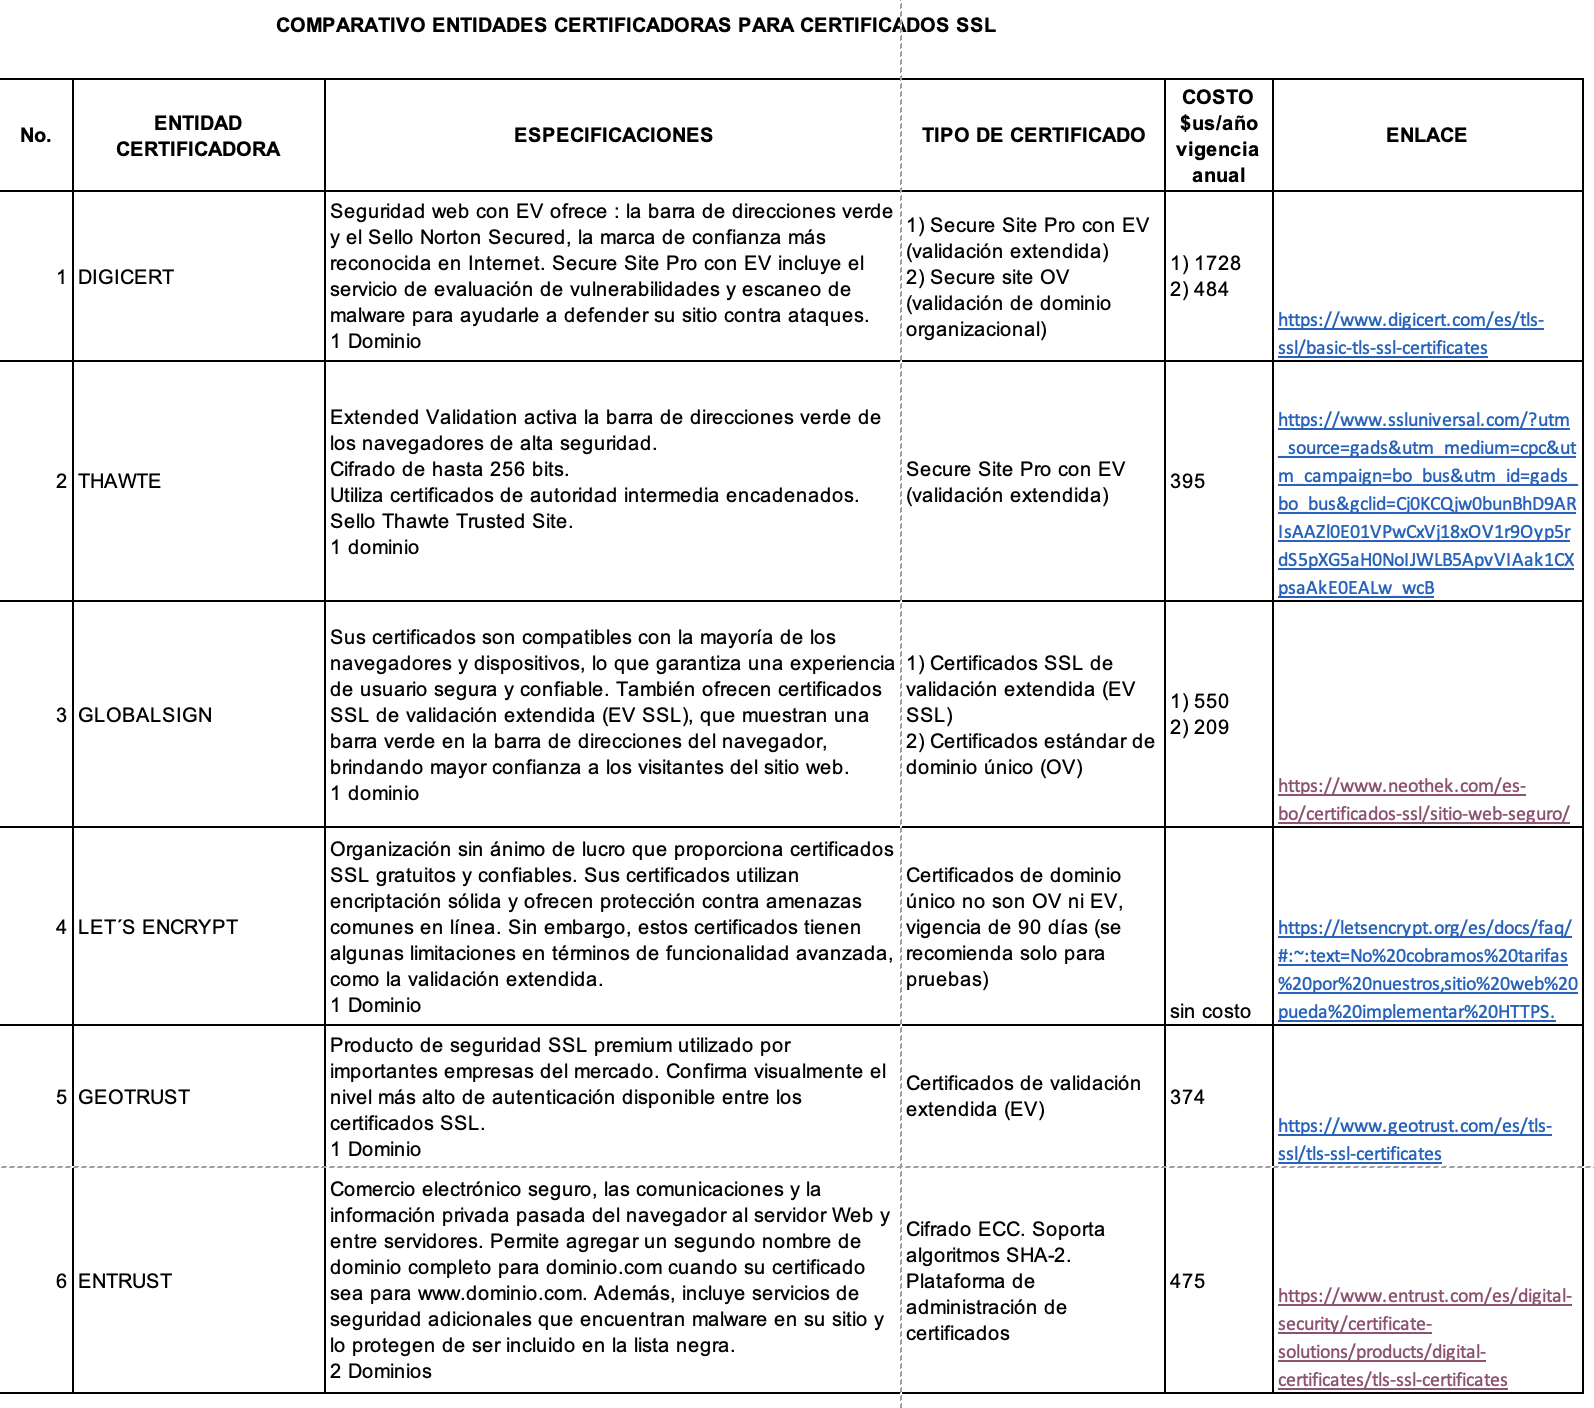 COMPARATIVO ENTIDADES CERTIFICADORAS PARA CERTIFICADOS SSL
No.
ENTIDAD
CERTIFICADORA
ESPECIFICACIONES
TIPO DE CERTIFICADO
COSTO
$us/año
vigencia
anual
ENLACE
1
DIGICERT
Seguridad web con EV ofrece : la barra de direcciones verde
y el Sello Norton Secured, la marca de confianza más
reconocida en Internet. Secure Site Pro con EV incluye el
servicio de evaluación de vulnerabilidades y escaneo de
malware para ayudarle a defender su sitio contra ataques.
1 Dominio
1) Secure Site Pro con EV
(validación extendida)
2) Secure site OV
(validación de dominio
organizacional)
1) 1728
2) 484
https://www.digicert.com/es/tls-
ssl/basic-tls-ssl-certificates
2
THAWTE
Extended Validation activa la barra de direcciones verde de
los navegadores de alta seguridad.
Cifrado de hasta 256 bits.
Utiliza certificados de autoridad intermedia encadenados.
Sello Thawte Trusted Site.
1 dominio
Secure Site Pro con EV
(validación extendida)
395
https://www.ssluniversal.com/?utm
_source=gads&utm_medium=cpc&ut
m_campaign=bo_bus&utm_id=gads_
bo_bus&gclid=Cj0KCQjw0bunBhD9AR
IsAAZl0E01VPwCxVj18xOV1r9Oyp5r
dS5pXG5aH0NoIJWLB5ApvVIAak1CX
psaAkE0EALw_wcB
3
GLOBALSIGN
Sus certificados son compatibles con la mayoría de los
navegadores y dispositivos, lo que garantiza una experiencia
de usuario segura y confiable. También ofrecen certificados
SSL de validación extendida (EV SSL), que muestran una
barra verde en la barra de direcciones del navegador,
brindando mayor confianza a los visitantes del sitio web.
1 dominio
1) Certificados SSL de
validación extendida (EV
SSL)
2) Certificados estándar de
dominio único (OV)
1) 550
2) 209
https://www.neothek.com/es-
bo/certificados-ssl/sitio-web-seguro/
4
LET´S ENCRYPT
Organización sin ánimo de lucro que proporciona certificados
SSL gratuitos y confiables. Sus certificados utilizan
encriptación sólida y ofrecen protección contra amenazas
comunes en línea. Sin embargo, estos certificados tienen
algunas limitaciones en términos de funcionalidad avanzada,
como la validación extendida.
1 Dominio
Certificados de dominio
único no son OV ni EV,
vigencia de 90 días (se
recomienda solo para
pruebas)
sin costo
https://letsencrypt.org/es/docs/faq/
#:~:text=No%20cobramos%20tarifas
%20por%20nuestros,sitio%20web%20
pueda%20implementar%20HTTPS.
5
GEOTRUST
Producto de seguridad SSL premium utilizado por
importantes empresas del mercado. Confirma visualmente el
nivel más alto de autenticación disponible entre los
certificados SSL.
1 Dominio
Certificados de validación
extendida (EV)
374
https://www.geotrust.com/es/tls-
ssl/tls-ssl-certificates
6
ENTRUST
Comercio electrónico seguro, las comunicaciones y la
información privada pasada del navegador al servidor Web y
entre servidores. Permite agregar un segundo nombre de
dominio completo para dominio.com cuando su certificado
sea para www.dominio.com. Además, incluye servicios de
seguridad adicionales que encuentran malware en su sitio y
lo protegen de ser incluido en la lista negra.
2 Dominios
Cifrado ECC. Soporta
algoritmos SHA-2.
Plataforma de
administración de
certificados
475
https://www.entrust.com/es/digital-
security/certificate-
solutions/products/digital-
certificates/tls-ssl-certificates